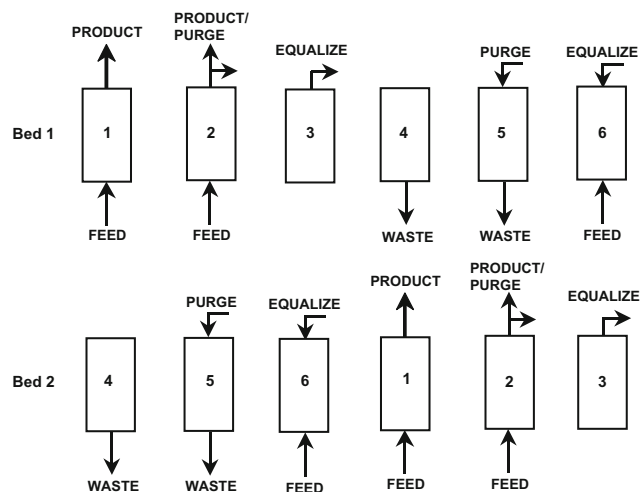 PRODUCT
PRODUCT/
PURGE
EQUALIZE
PURGE
EQUALIZE
Bed 1
1
2
3
4
5
6
FEED
FEED
WASTE
WASTE
FEED
PURGE
EQUALIZE
PRODUCT
PRODUCT/
PURGE
EQUALIZE
Bed 2
4
5
6
1
2
3
WASTE
WASTE
FEED
FEED
FEED